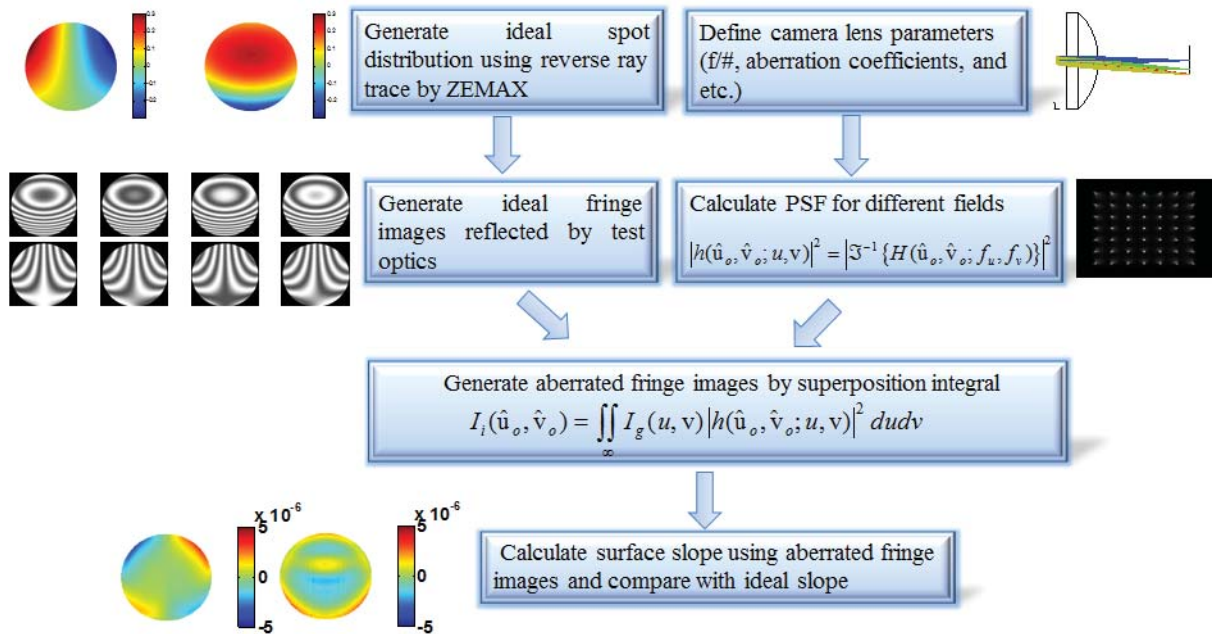 Generate ideal spot
distribution using reverse ray
trace by ZEMAX
Define camera lens parameters
(f/#, aberration coefficients, and
etc.)
Generate ideal fringe
images reflected by test
optics
Calculate PSF for different fields
|h(û_o, v̂_o; u, v)|² = |ℑ⁻¹{H(û_o, v̂_o; f_u, f_v)}|²
Generate aberrated fringe images by superposition integral
I_i(û_o, v̂_o) = ∬_∞ I_g(u, v)|h(û_o, v̂_o; u, v)|² dudv
x 10⁻⁶
5
0
-5
x 10⁻⁶
5
0
-5
Calculate surface slope using aberrated fringe
images and compare with ideal slope